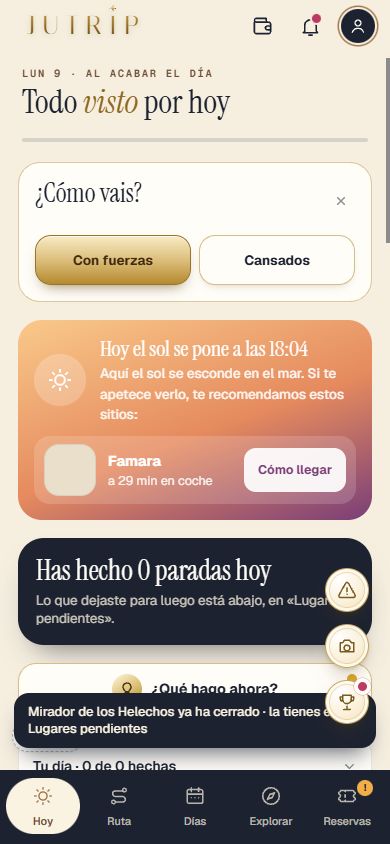 JUTRIP
LUN 9 · AL ACABAR EL DÍA
Todo visto por hoy
¿Cómo vais?
×
Con fuerzas
Cansados
Hoy el sol se pone a las 18:04
Aquí el sol se esconde en el mar. Si te
apetece verlo, te recomendamos estos
sitios:
Famara
a 29 min en coche
Cómo llegar
Has hecho 0 paradas hoy
Lo que dejaste para luego está abajo, en «Lugar
pendientes».
¿Qué hago ahora?
Mirador de los Helechos ya ha cerrado · la tienes
Lugares pendientes
Tu día · 0 de 0 hechas
Hoy
Ruta
Días
Explorar
!
Reservas